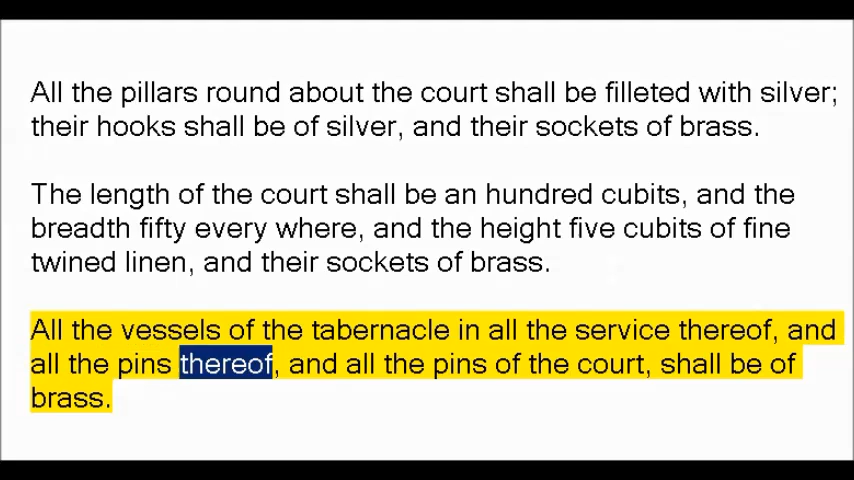 All the pillars round about the court shall be filleted with silver;
their hooks shall be of silver, and their sockets of brass.
The length of the court shall be an hundred cubits, and the
breadth fifty every where, and the height five cubits of fine
twined linen, and their sockets of brass.
All the vessels of the tabernacle in all the service thereof, and
all the pins thereof, and all the pins of the court, shall be of
brass.